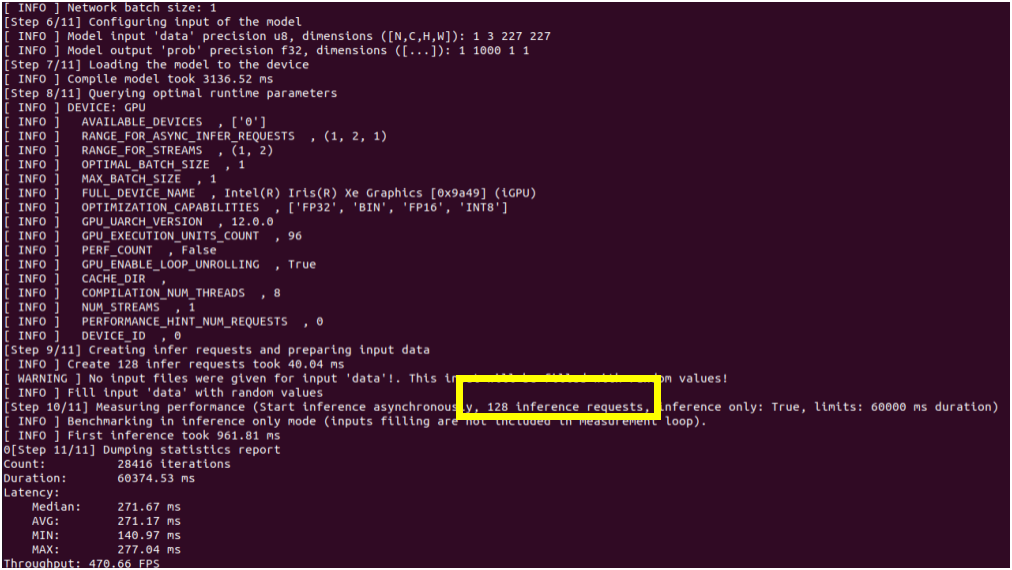 [ INFO ] Network batch size: 1
[Step 6/11] Configuring input of the model
[ INFO ] Model input 'data' precision u8, dimensions ([N,C,H,W]): 1 3 227 227
[ INFO ] Model output 'prob' precision f32, dimensions ([...]): 1 1000 1 1
[Step 7/11] Loading the model to the device
[ INFO ] Compile model took 3136.52 ms
[Step 8/11] Querying optimal runtime parameters
[ INFO ] DEVICE: GPU
[ INFO ]   AVAILABLE_DEVICES  , ['0']
[ INFO ]   RANGE_FOR_ASYNC_INFER_REQUESTS  , (1, 2, 1)
[ INFO ]   RANGE_FOR_STREAMS  , (1, 2)
[ INFO ]   OPTIMAL_BATCH_SIZE  , 1
[ INFO ]   MAX_BATCH_SIZE  , 1
[ INFO ]   FULL_DEVICE_NAME  , Intel(R) Iris(R) Xe Graphics [0x9a49] (iGPU)
[ INFO ]   OPTIMIZATION_CAPABILITIES  , ['FP32', 'BIN', 'FP16', 'INT8']
[ INFO ]   GPU_UARCH_VERSION  , 12.0.0
[ INFO ]   GPU_EXECUTION_UNITS_COUNT  , 96
[ INFO ]   PERF_COUNT  , False
[ INFO ]   GPU_ENABLE_LOOP_UNROLLING  , True
[ INFO ]   CACHE_DIR  ,
[ INFO ]   COMPILATION_NUM_THREADS  , 8
[ INFO ]   NUM_STREAMS  , 1
[ INFO ]   PERFORMANCE_HINT_NUM_REQUESTS  , 0
[ INFO ]   DEVICE_ID  , 0
[Step 9/11] Creating infer requests and preparing input data
[ INFO ] Create 128 infer requests took 40.04 ms
[ WARNING ] No input files were given for input 'data'!. This input will be filled with random values!
[ INFO ] Fill input 'data' with random values
[Step 10/11] Measuring performance (Start inference asynchronously, 128 inference requests, inference only: True, limits: 60000 ms duration)
[ INFO ] Benchmarking in inference only mode (inputs filling are not included in measurement loop).
[ INFO ] First inference took 961.81 ms
0[Step 11/11] Dumping statistics report
Count:          28416 iterations
Duration:       60374.53 ms
Latency:
    Median:     271.67 ms
    AVG:        271.17 ms
    MIN:        140.97 ms
    MAX:        277.04 ms
Throughput: 470.66 FPS